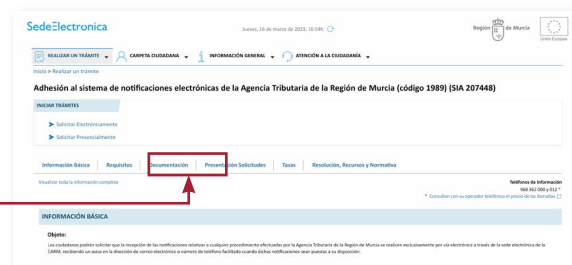 SedeElectronica
Jueves, 16 de marzo de 2023, 16:04h
Región de Murcia
Unión Europea
REALIZAR UN TRÁMITE
CARPETA CIUDADANA
INFORMACIÓN GENERAL
ATENCIÓN A LA CIUDADANÍA
Inicio > Realizar un trámite
Adhesión al sistema de notificaciones electrónicas de la Agencia Tributaria de la Región de Murcia (código 1989) (SIA 207448)
INICIAR TRÁMITES
Solicitar Electrónicamente
Solicitar Presencialmente
Información Básica
Requisitos
Documentación
Presentación Solicitudes
Tasas
Resolución, Recursos y Normativa
Visualizar toda la información completa
Teléfonos de Información
968 362 000 y 012 *
* Consulten con su operador telefónico el precio de las llamadas
INFORMACIÓN BÁSICA
Objeto:
Los ciudadanos podrán solicitar que la recepción de las notificaciones relativas a cualquier procedimiento efectuados por la Agencia Tributaria de la Región de Murcia se realicen exclusivamente por vía electrónica a través de la sede electrónica de la
CARM, recibiendo un aviso en la dirección de correo electrónico o número de teléfono facilitado cuando dichas notificaciones sean puestas a su disposición.